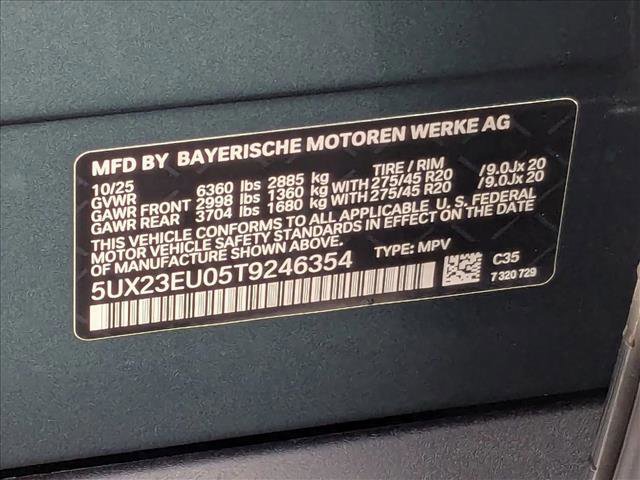 MFD BY BAYERISCHE MOTOREN WERKE AG
10/25 TIRE / RIM
GVWR 6360 lbs 2885 kg
GAWR FRONT 2998 lbs 1360 kg WITH 275/45 R20 /9.0Jx 20
GAWR REAR 3704 lbs 1680 kg WITH 275/45 R20 /9.0Jx 20
THIS VEHICLE CONFORMS TO ALL APPLICABLE U. S. FEDERAL
MOTOR VEHICLE SAFETY STANDARDS IN EFFECT ON THE DATE
OF MANUFACTURE SHOWN ABOVE.
5UX23EU05T9246354 TYPE: MPV
C35
7 320 729